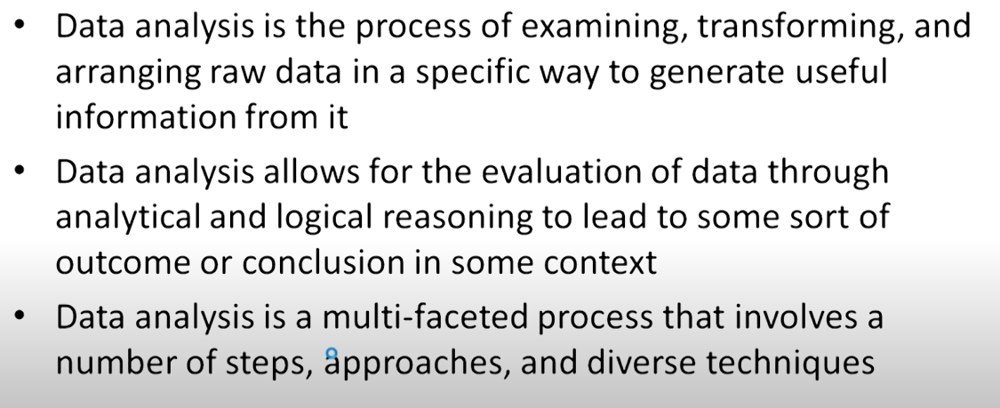 • Data analysis is the process of examining, transforming, and
arranging raw data in a specific way to generate useful
information from it
• Data analysis allows for the evaluation of data through
analytical and logical reasoning to lead to some sort of
outcome or conclusion in some context
• Data analysis is a multi-faceted process that involves a
number of steps, approaches, and diverse techniques